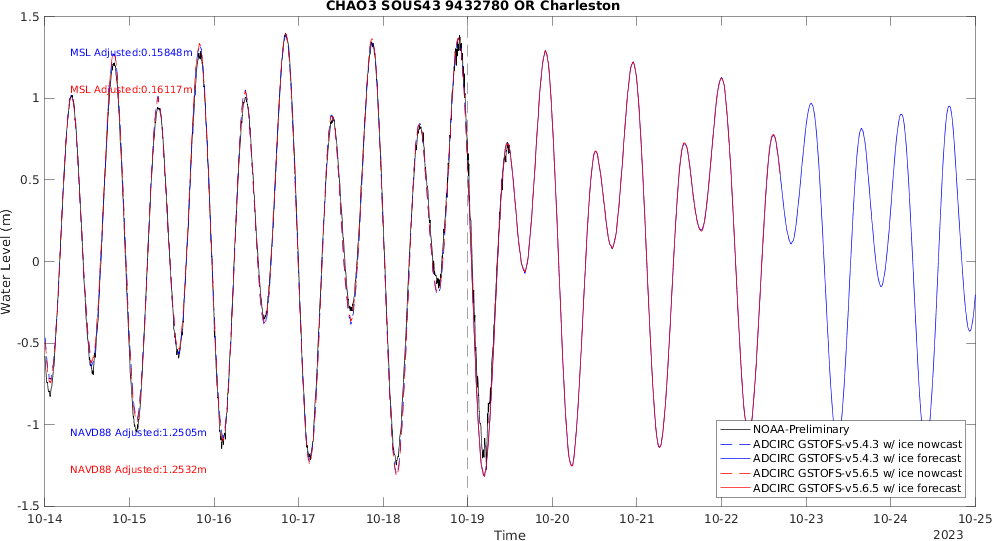 CHAO3 SOUS43 9432780 OR Charleston
1.5
1
0.5
0
-0.5
-1
-1.5
Water Level (m)
MSL Adjusted:0.15848m
MSL Adjusted:0.16117m
NAVD88 Adjusted:1.2505m
NAVD88 Adjusted:1.2532m
NOAA-Preliminary
ADCIRC GSTOFS-v5.4.3 w/ ice nowcast
ADCIRC GSTOFS-v5.4.3 w/ ice forecast
ADCIRC GSTOFS-v5.6.5 w/ ice nowcast
ADCIRC GSTOFS-v5.6.5 w/ ice forecast
10-14 10-15 10-16 10-17 10-18 10-19 10-20 10-21 10-22 10-23 10-24 10-25
Time
2023